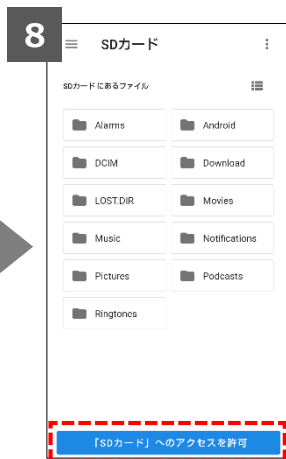 8
SDカード
SDカードにあるファイル
Alarms
Android
DCIM
Download
LOST.DIR
Movies
Music
Notifications
Pictures
Podcasts
Ringtones
「SDカード」へのアクセスを許可